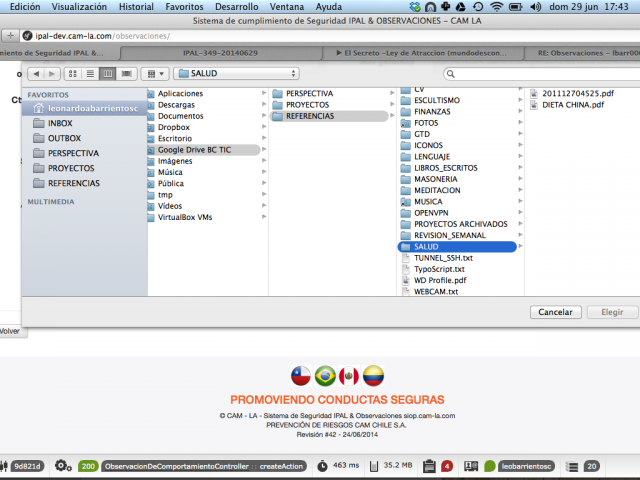 Edición Visualización Historial Favoritos Desarrollo Ventana Ayuda dom 29 jun 17:43
Sistema de cumplimiento de Seguridad IPAL & OBSERVACIONES – CAM LA
ipal-dev.cam-la.com/observaciones/
miento de Seguridad IPAL &... IPAL-349-20140629 ▶ El Secreto -Ley de Atraccion (mundodescon... RE: Observaciones – lbarr00
SALUD
FAVORITOS
leonardoabarrientosc
INBOX
OUTBOX
PERSPECTIVA
PROYECTOS
REFERENCIAS
MULTIMEDIA
Aplicaciones
Descargas
Documentos
Dropbox
Escritorio
Google Drive BC TIC
Imágenes
Música
Pública
tmp
Vídeos
VirtualBox VMs
PERSPECTIVA
PROYECTOS
REFERENCIAS
CV
ESCULTISMO
FINANZAS
FOTOS
GTD
ICONOS
LENGUAJE
LIBROS_ESCRITOS
MASONERIA
MEDITACION
MUSICA
OPENVPN
PROYECTOS ARCHIVADOS
REVISION_SEMANAL
SALUD
TUNNEL_SSH.txt
TypoScript.txt
WD Profile.pdf
WEBCAM.txt
201112704525.pdf
DIETA CHINA.pdf
Cancelar Elegir
Volver
PROMOVIENDO CONDUCTAS SEGURAS
© CAM - LA - Sistema de Seguridad IPAL & Observaciones siop.cam-la.com
PREVENCIÓN DE RIESGOS CAM CHILE S.A.
Revisión #42 - 24/06/2014
9d821d 200 ObservacionDeComportamientoController :: createAction 463 ms 35.2 MB 4 leobarrientosc 20